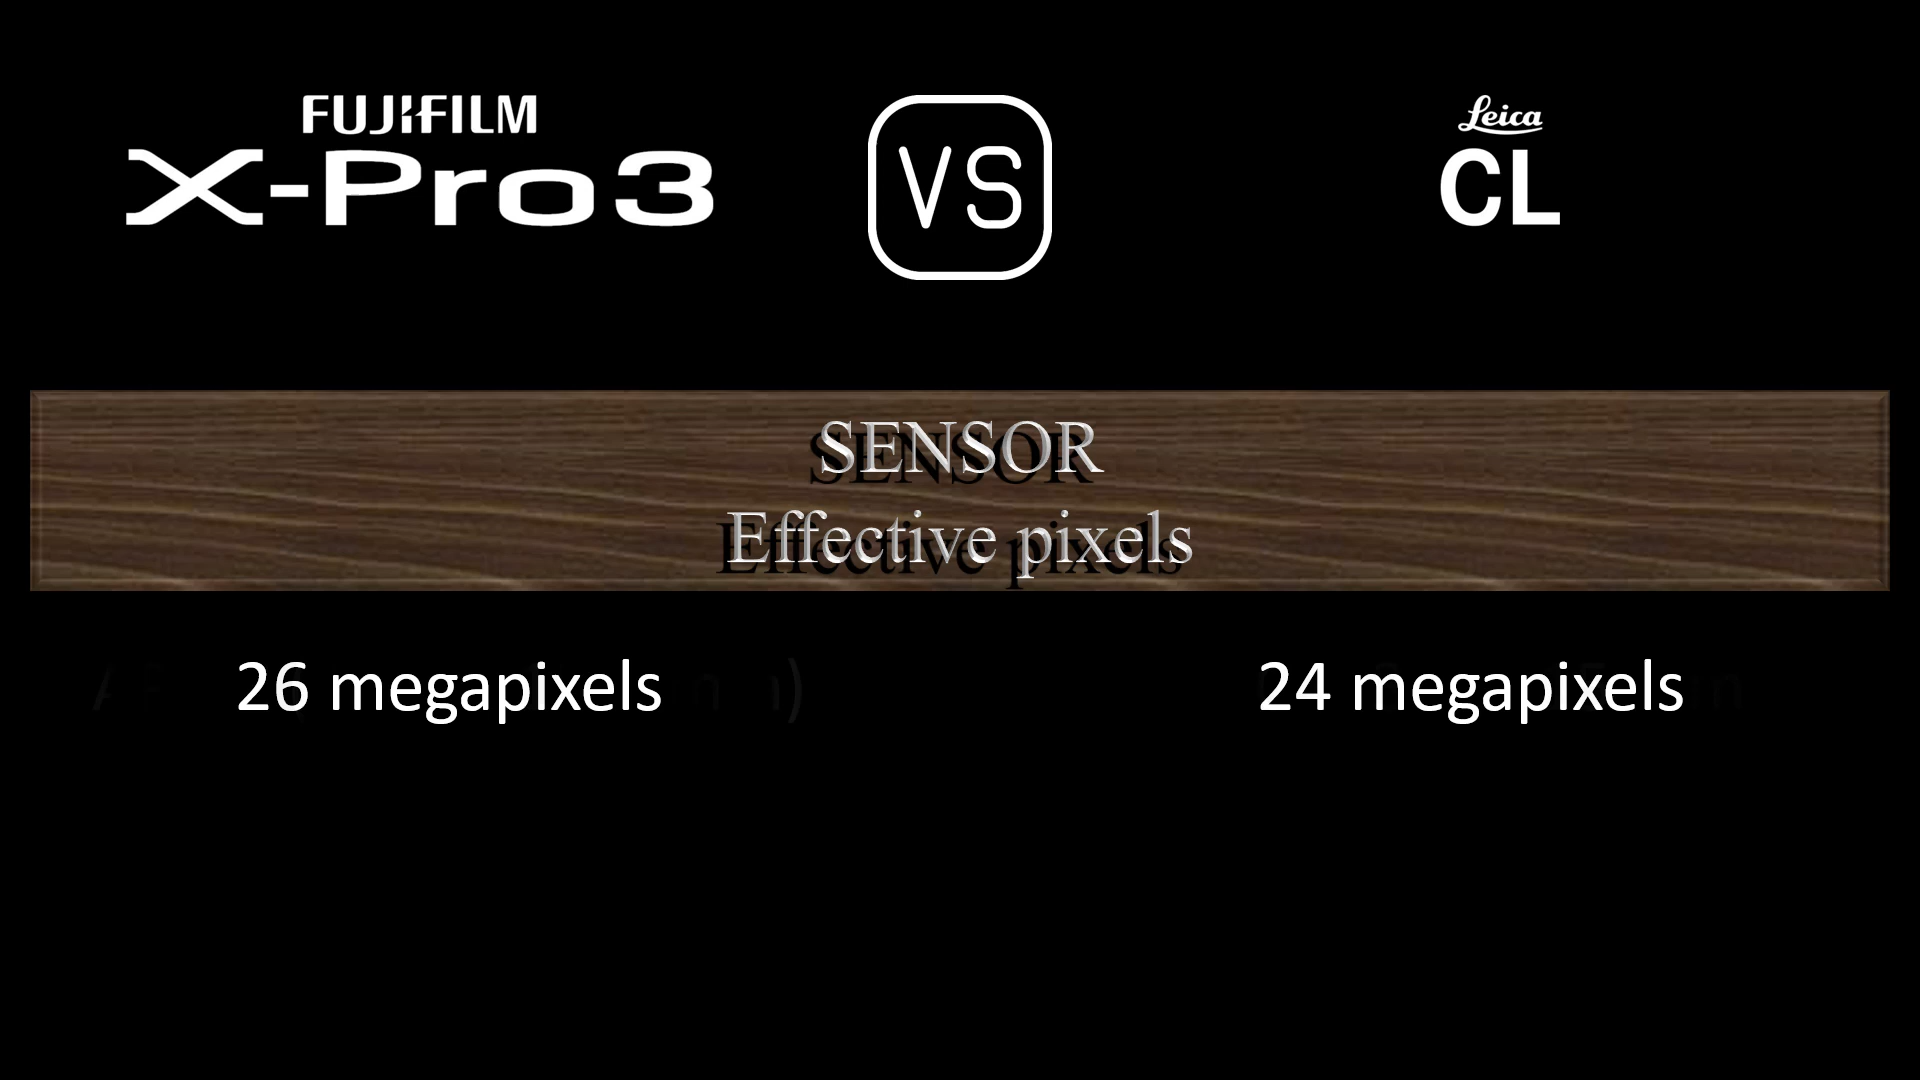 FUJIFILM
X-Pro3
VS
Leica
CL
SENSOR
Effective pixels
26 megapixels
24 megapixels